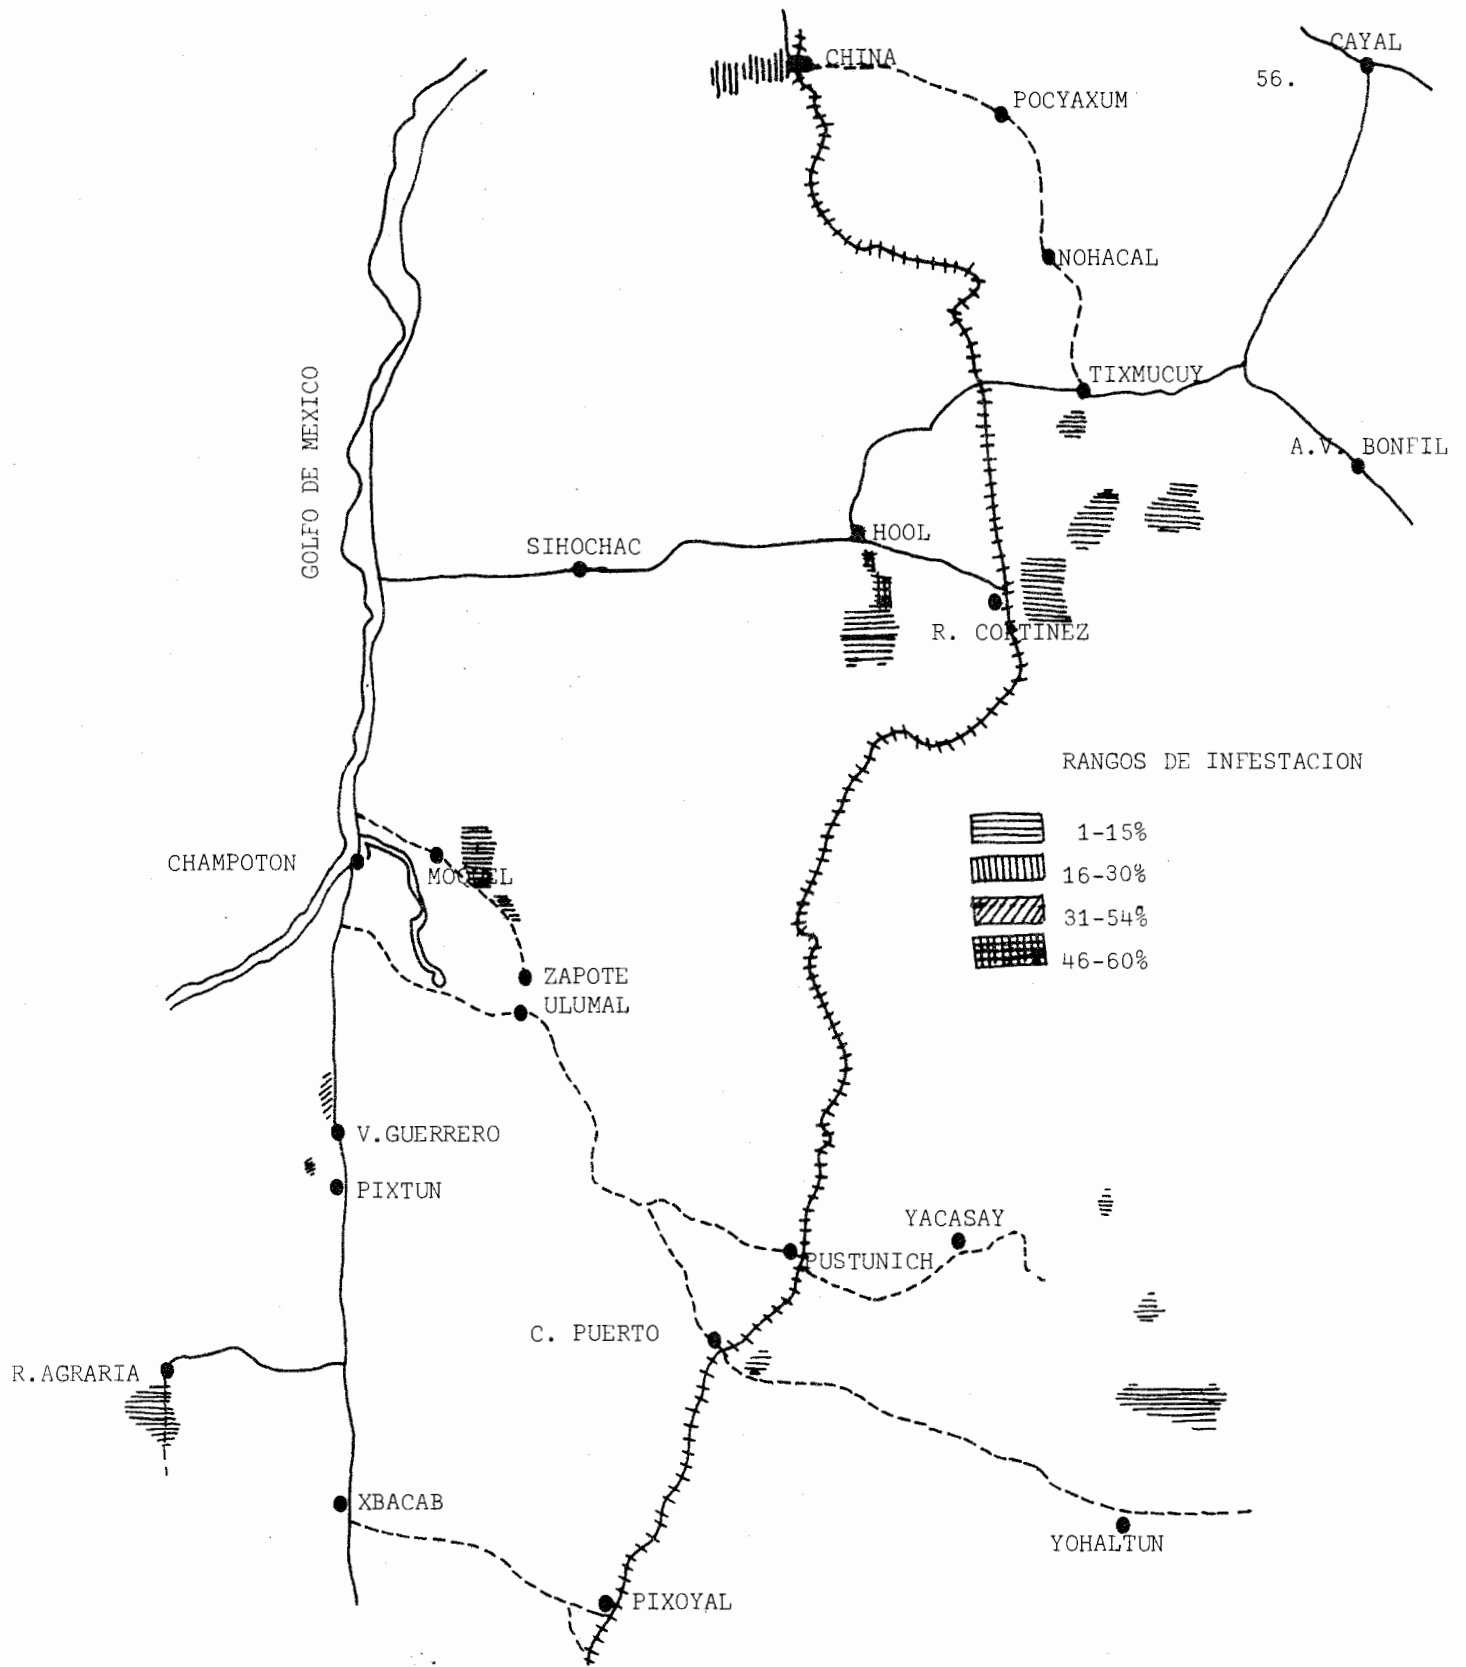 CAYAL
CHINA
56.
POCYAXUM
NOHACAL
GOLFO DE MEXICO
TIXMUCUY
A.V. BONFIL
HOOL
SIHOCHAC
R. CORTINEZ
RANGOS DE INFESTACION
1-15%
16-30%
31-54%
46-60%
CHAMPOTON
MOQUEL
ZAPOTE
ULUMAL
V.GUERRERO
PIXTUN
YACASAY
PUSTUNICH
C. PUERTO
R.AGRARIA
XBACAB
YOHALTUN
PIXOYAL